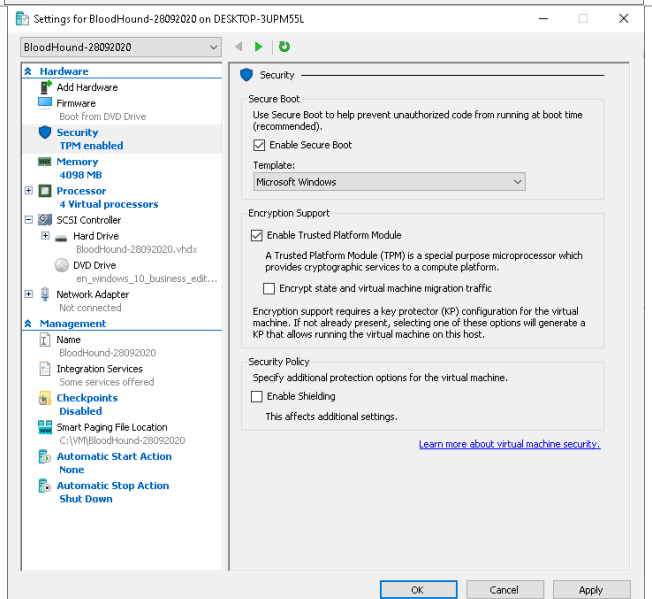 Settings for BloodHound-28092020 on DESKTOP-3UPM55L
BloodHound-28092020
Hardware
Add Hardware
Firmware
Boot from DVD Drive
Security
TPM enabled
Memory
4098 MB
Processor
4 Virtual processors
SCSI Controller
Hard Drive
BloodHound-28092020.vhdx
DVD Drive
en_windows_10_business_edit...
Network Adapter
Not connected
Management
Name
BloodHound-28092020
Integration Services
Some services offered
Checkpoints
Disabled
Smart Paging File Location
C:\VM\BloodHound-28092020
Automatic Start Action
None
Automatic Stop Action
Shut Down
Security
Secure Boot
Use Secure Boot to help prevent unauthorized code from running at boot time
(recommended).
Enable Secure Boot
Template:
Microsoft Windows
Encryption Support
Enable Trusted Platform Module
A Trusted Platform Module (TPM) is a special purpose microprocessor which
provides cryptographic services to a compute platform.
Encrypt state and virtual machine migration traffic
Encryption support requires a key protector (KP) configuration for the virtual
machine. If not already present, selecting one of these options will generate a
KP that allows running the virtual machine on this host.
Security Policy
Specify additional protection options for the virtual machine.
Enable Shielding
This affects additional settings.
Learn more about virtual machine security.
OK
Cancel
Apply